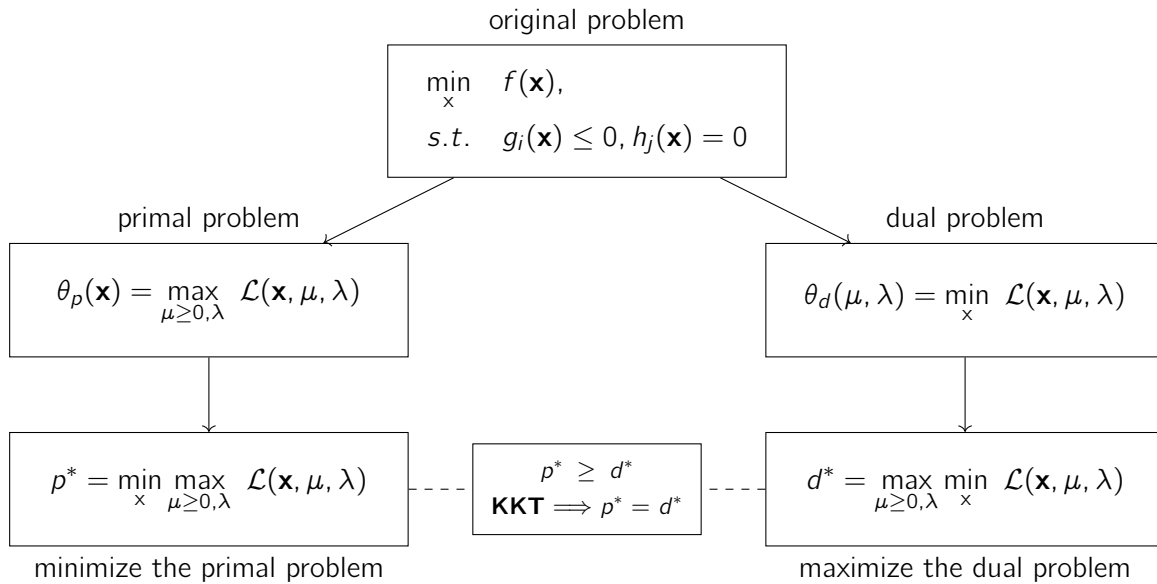 original problem
min x f(x),
s.t. g_i(x) ≤ 0, h_j(x) = 0
primal problem
dual problem
θ_p(x) = max μ≥0,λ ℒ(x, μ, λ)
θ_d(μ, λ) = min x ℒ(x, μ, λ)
p* = min x max μ≥0,λ ℒ(x, μ, λ)
p* ≥ d*
KKT ⟹ p* = d*
d* = max μ≥0,λ min x ℒ(x, μ, λ)
minimize the primal problem
maximize the dual problem